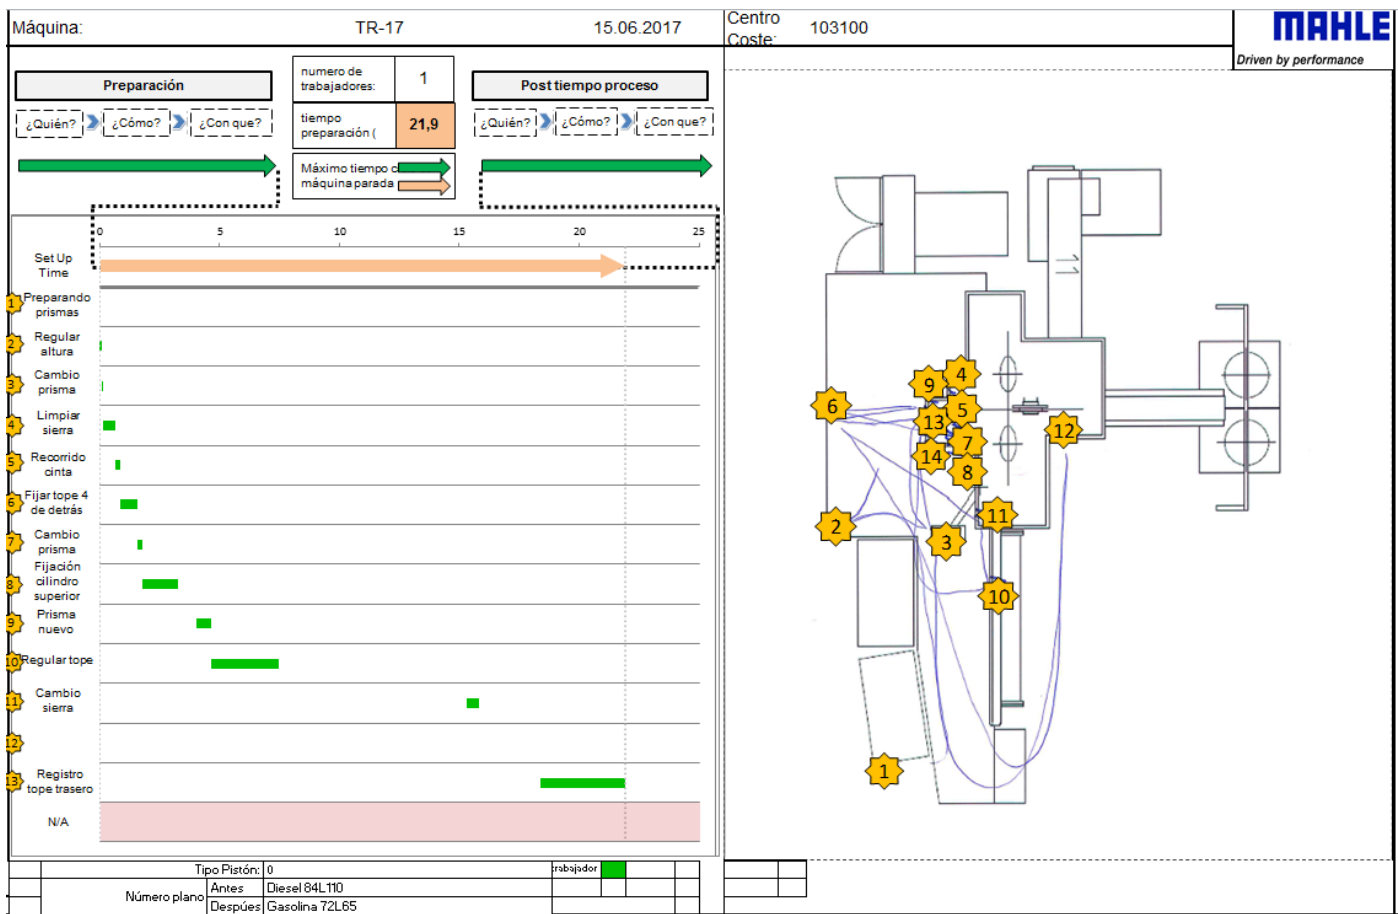 Máquina:
TR-17
15.06.2017
Centro
Coste:
103100
MAHLE
Driven by performance
Preparación
¿Quién?
¿Cómo?
¿Con que?
numero de
trabajadores:
1
tiempo
preparación (
21,9
Máximo tiempo c
máquina parada
Post tiempo proceso
¿Quién?
¿Cómo?
¿Con que?
0
5
10
15
20
25
Set Up
Time
1
Preparando
prismas
2
Regular
altura
3
Cambio
prisma
4
Limpiar
sierra
5
Recorrido
cinta
6
Fijar tope 4
de detrás
7
Cambio
prisma
8
Fijación
cilindro
superior
9
Prisma
nuevo
10
Regular tope
11
Cambio
sierra
12
13
Registro
tope trasero
N/A
Tipo Pistón:
0
trabajador
Número plano
Antes
Diesel 84L110
Despúes
Gasolina 72L65
11
4
9
6
5
13
12
7
14
8
11
2
3
10
1